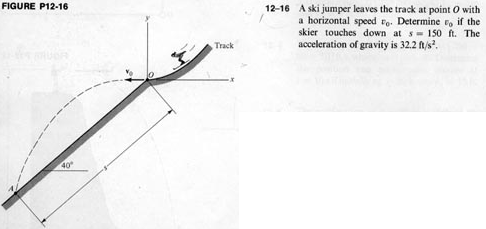 FIGURE P12-16
12-16 A ski jumper leaves the track at point O with
a horizontal speed v₀. Determine v₀ if the
skier touches down at s = 150 ft. The
acceleration of gravity is 32.2 ft/s².
y
Track
v₀
O
x
40°
s
A